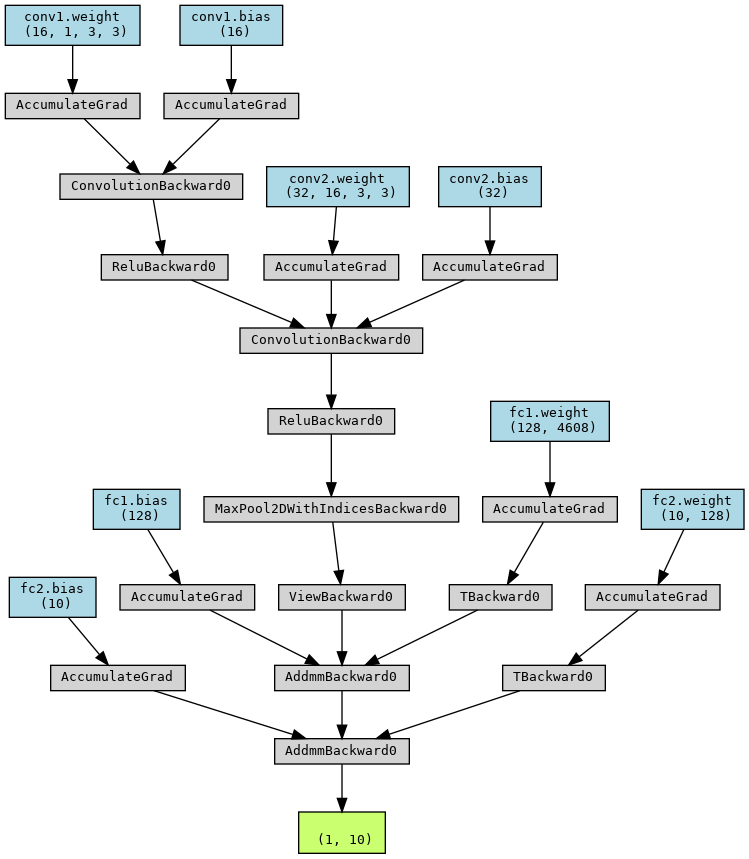 conv1.weight
(16, 1, 3, 3)
conv1.bias
(16)
AccumulateGrad
AccumulateGrad
ConvolutionBackward0
conv2.weight
(32, 16, 3, 3)
conv2.bias
(32)
ReluBackward0
AccumulateGrad
AccumulateGrad
ConvolutionBackward0
ReluBackward0
fc1.weight
(128, 4608)
fc1.bias
(128)
MaxPool2DWithIndicesBackward0
AccumulateGrad
fc2.weight
(10, 128)
fc2.bias
(10)
AccumulateGrad
ViewBackward0
TBackward0
AccumulateGrad
AccumulateGrad
AddmmBackward0
TBackward0
AddmmBackward0
(1, 10)